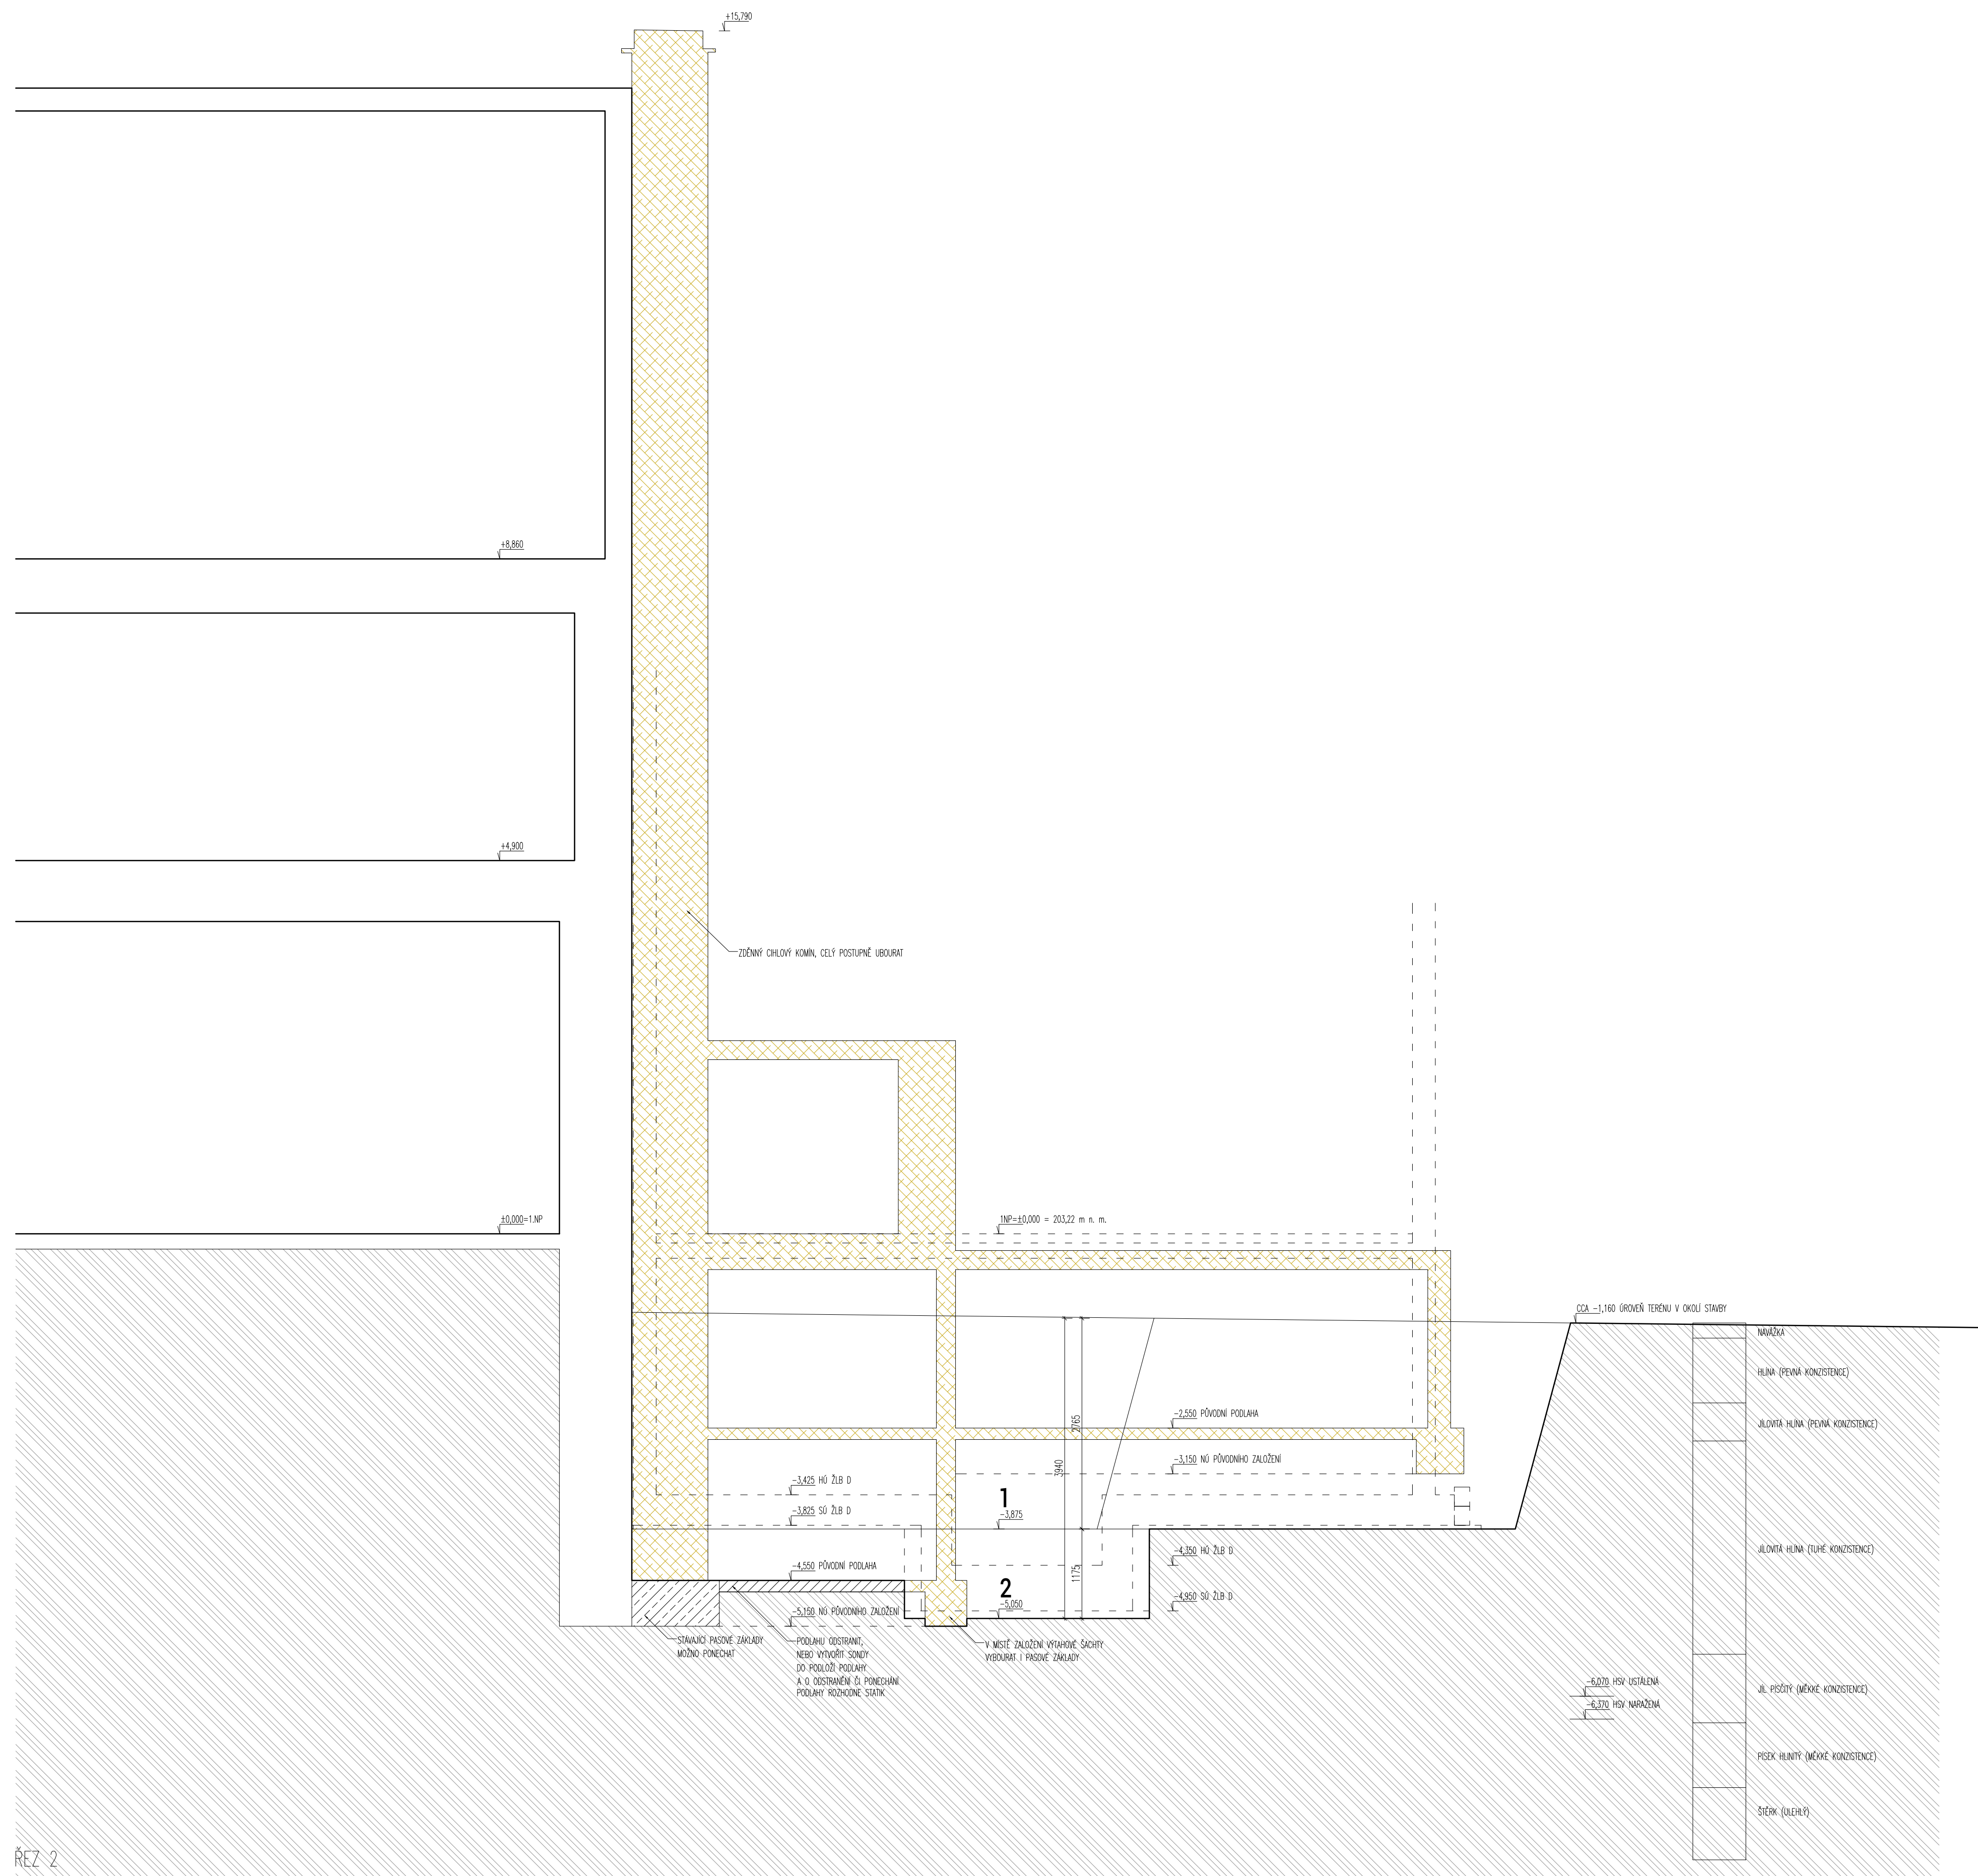 +15,790
+8,860
+4,900
ZDĚNNÝ CIHLOVÝ KOMÍN, CELÝ POSTUPNĚ UBOURAT
±0,000=1.NP
1NP=±0,000 = 203,22 m n. m.
CCA -1,160 ÚROVEŇ TERÉNU V OKOLÍ STAVBY
NAVÁŽKA
HLÍNA (PEVNÁ KONZISTENCE)
-2,550 PŮVODNÍ PODLAHA
2765
JÍLOVITÁ HLÍNA (PEVNÁ KONZISTENCE)
-3,150 NÚ PŮVODNÍHO ZALOŽENÍ
3940
-3,425 HÚ ŽLB D
1
-3,825 SÚ ŽLB D
-3,875
-4,350 HÚ ŽLB D
JÍLOVITÁ HLÍNA (TUHÉ KONZISTENCE)
-4,550 PŮVODNÍ PODLAHA
1175
2
-4,950 SÚ ŽLB D
-5,050
-5,150 NÚ PŮVODNÍHO ZALOŽENÍ
STÁVAJÍCÍ PASOVÉ ZÁKLADY
MOŽNO PONECHAT
PODLAHU ODSTRANIT,
NEBO VYTVOŘIT SONDY
DO PODLOŽÍ PODLAHY
A O ODSTRANĚNÍ ČI PONECHÁNÍ
PODLAHY ROZHODNE STATIK
V MÍSTĚ ZALOŽENÍ VÝTAHOVÉ ŠACHTY
VYBOURAT I PASOVÉ ZÁKLADY
-6,070 HSV USTÁLENÁ
-6,370 HSV NARAŽENÁ
JÍL PÍSČITÝ (MĚKKÉ KONZISTENCE)
PÍSEK HLINITÝ (MĚKKÉ KONZISTENCE)
ŠTĚRK (ULEHLÝ)
ŘEZ 2